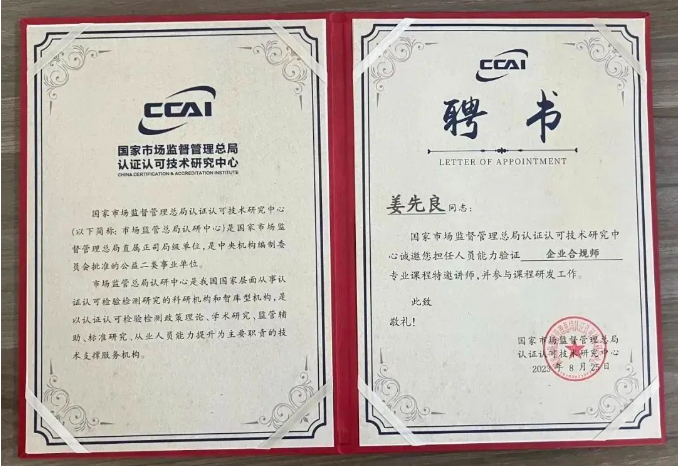 CCAI
国家市场监督管理总局
认证认可技术研究中心
CHINA CERTIFICATION & ACCREDITATION INSTITUTE
国家市场监督管理总局认证认可技术研究中心
(以下简称:市场监管总局认研中心)是国家市场监
督管理总局直属正司局级单位,是中央机构编制委
员会批准的公益二类事业单位。
市场监管总局认研中心是我国国家层面从事认
证认可检验检测研究的科研机构和智库型机构,是
以认证认可检验检测政策理论、学术研究、监管辅
助、标准研究、从业人员能力提升为主要职责的技
术支撑服务机构。
CCAI
聘书
LETTER OF APPOINTMENT
姜先良同志:
国家市场监督管理总局认证认可技术研究中
心诚邀您担任人员能力验证 企业合规师
专业课程特邀讲师,并参与课程研发工作。
此致
敬礼!
国家市场监督管理总局
认证认可技术研究中心
2023年8月25日